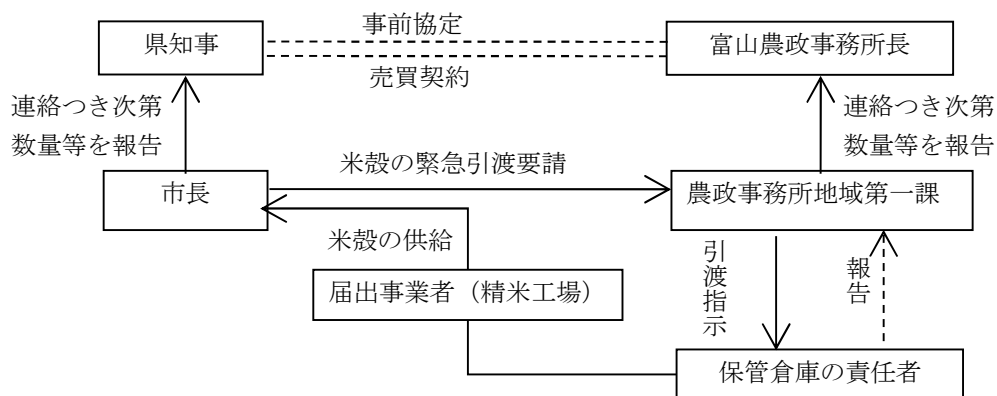 事前協定
県知事
富山農政事務所長
売買契約
連絡つき次第
数量等を報告
連絡つき次第
数量等を報告
米殻の緊急引渡要請
市長
農政事務所地域第一課
米殻の供給
引渡指示
報告
届出事業者（精米工場）
保管倉庫の責任者